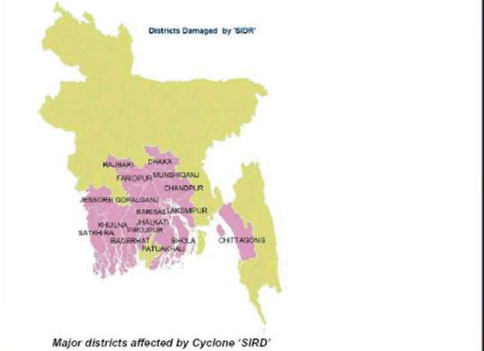 Districts Damaged by 'SIDR'
DHAKA
RAJBARI
MUNSHIGANJ
FARIDPUR
CHANDPUR
JESSORE GOPALGANJ
BARISAL LAKSMIPUR
JHALKATI
KHULNA
PIROJPUR
SATKHIRA
BAGERHAT
BHOLA
CHITTAGONG
PATUAKHALI
Major districts affected by Cyclone 'SIRD'